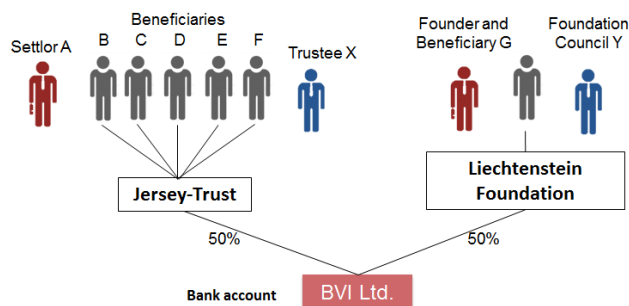 Beneficiaries
Settlor A
B
C
D
E
F
Trustee X
Founder and
Beneficiary G
Foundation
Council Y
Jersey-Trust
Liechtenstein
Foundation
50%
50%
Bank account
BVI Ltd.